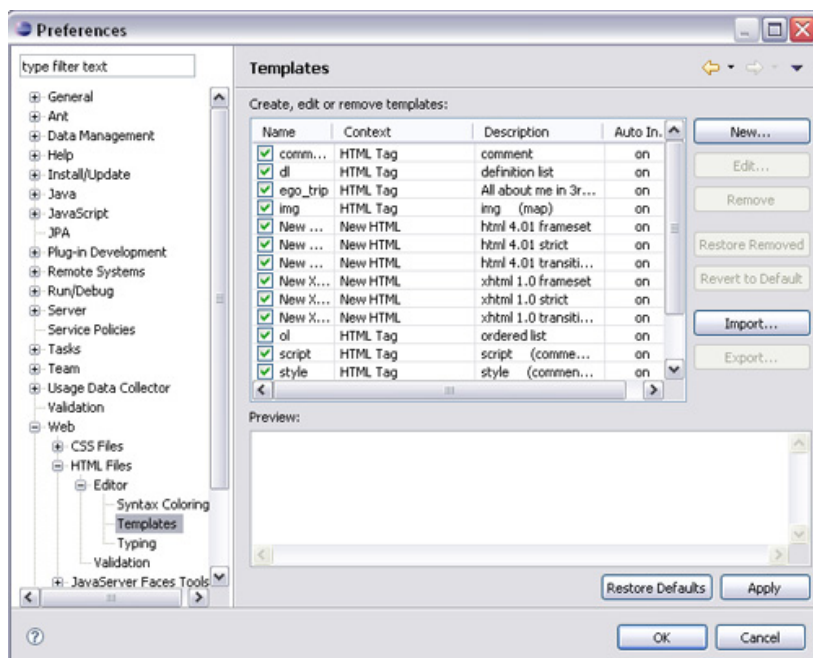 Preferences
type filter text
General
Ant
Data Management
Help
Install/Update
Java
JavaScript
JPA
Plug-in Development
Remote Systems
Run/Debug
Server
Service Policies
Tasks
Team
Usage Data Collector
Validation
Web
CSS Files
HTML Files
Editor
Syntax Coloring
Templates
Typing
Validation
JavaServer Faces Tools
Templates
Create, edit or remove templates:
Name Context Description Auto In.
comm... HTML Tag comment on
dl HTML Tag definition list on
ego_trip HTML Tag All about me in 3r... on
img HTML Tag img (map) on
New ... New HTML html 4.01 frameset on
New ... New HTML html 4.01 strict on
New ... New HTML html 4.01 transiti... on
New X... New HTML xhtml 1.0 frameset on
New X... New HTML xhtml 1.0 strict on
New X... New HTML xhtml 1.0 transiti... on
ol HTML Tag ordered list on
script HTML Tag script (comme... on
style HTML Tag style (commen... on
New...
Edit...
Remove
Restore Removed
Revert to Default
Import...
Export...
Preview:
Restore Defaults Apply
OK Cancel